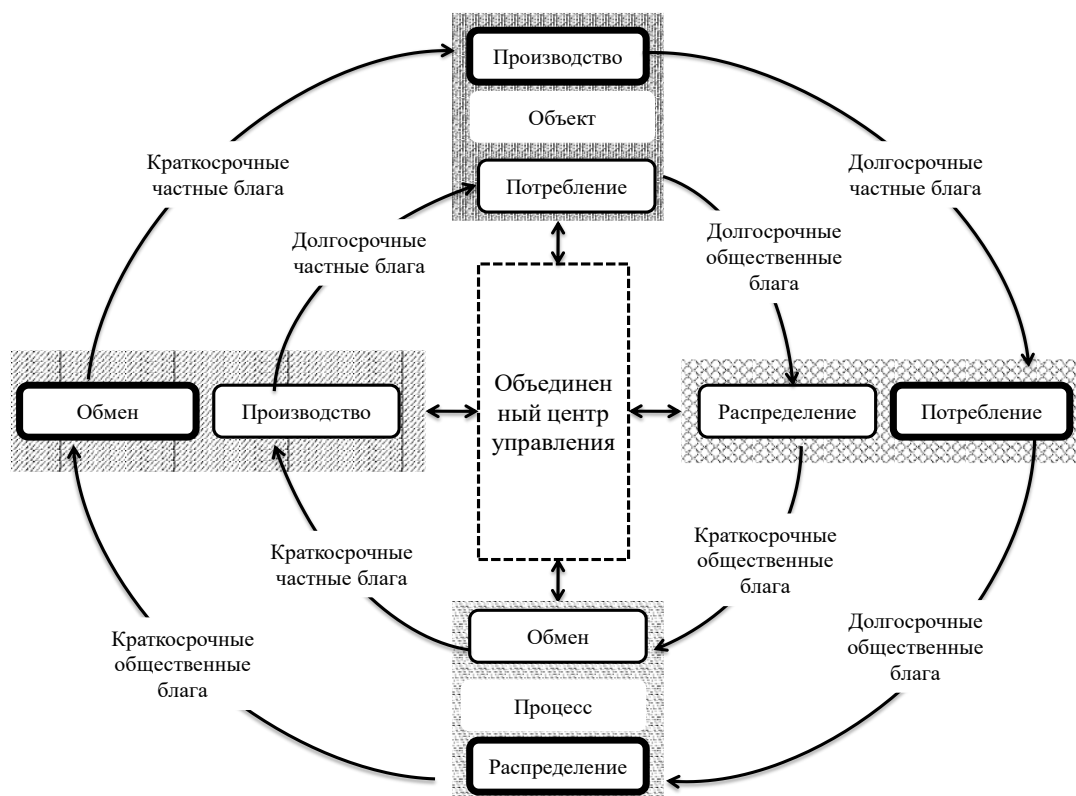 Производство
Объект
Потребление
Краткосрочные
частные блага
Долгосрочные
частные блага
Долгосрочные
частные блага
Долгосрочные
общественные
блага
Обмен
Производство
Объединен
ный центр
управления
Распределение
Потребление
Краткосрочные
частные блага
Краткосрочные
общественные
блага
Краткосрочные
общественные
блага
Долгосрочные
общественные
блага
Обмен
Процесс
Распределение